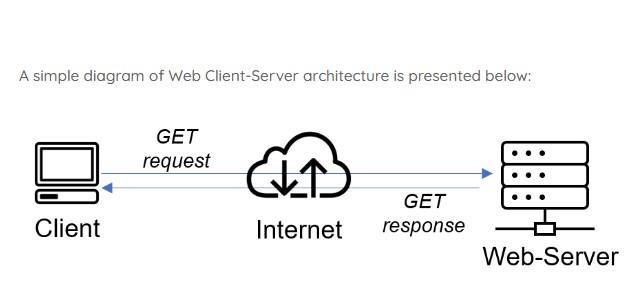 A simple diagram of Web Client-Server architecture is presented below:
GET
request
GET
response
Client
Internet
Web-Server